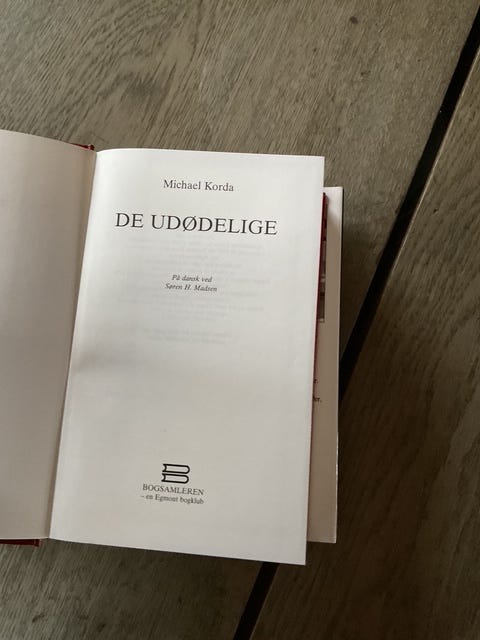 Michael Korda
DE UDØDELIGE
På dansk ved
Søren H. Madsen
BOGSAMLEREN
– en Egmont bogklub